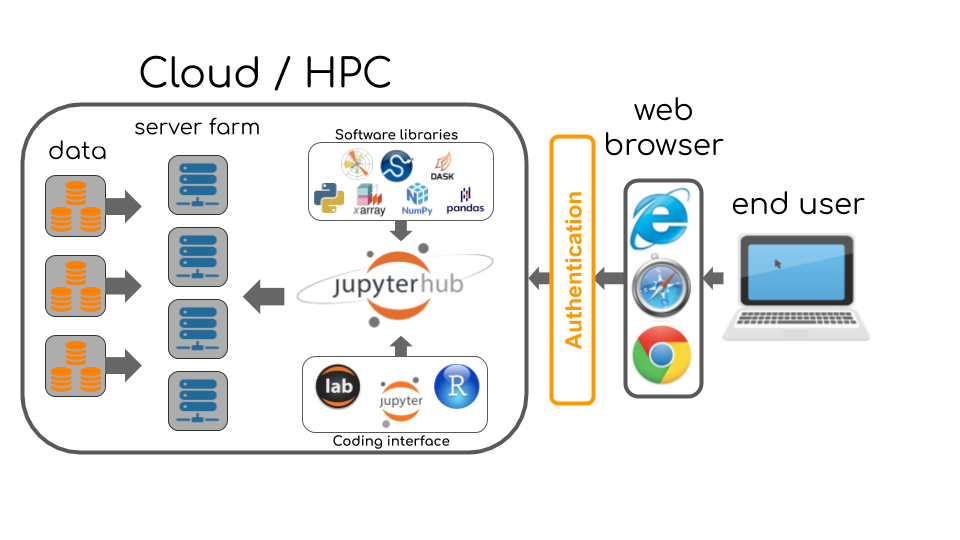 Cloud / HPC
data
server farm
Software libraries
DASK
xarray
NumPy
pandas
jupyterhub
lab
jupyter
R
Coding interface
Authentication
web
browser
end user